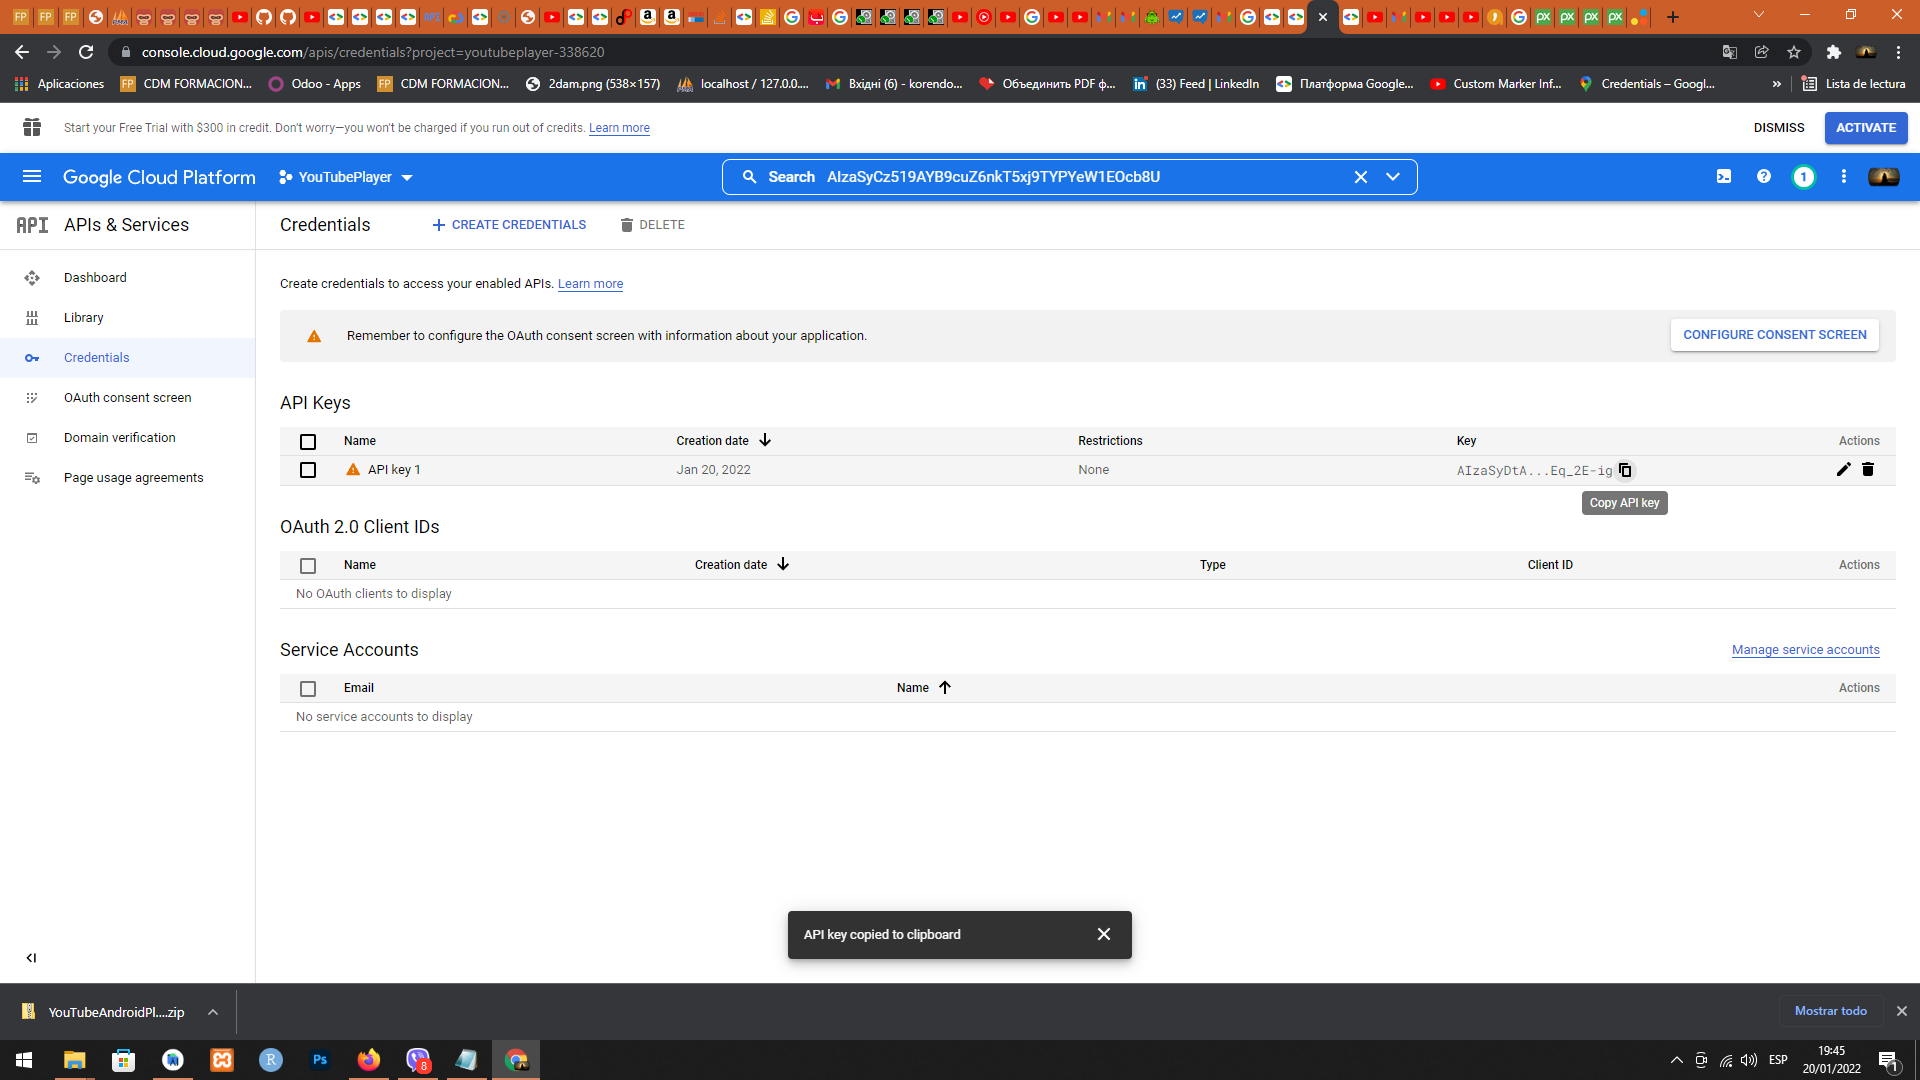 console.cloud.google.com/apis/credentials?project=youtubeplayer-338620
Aplicaciones
FP CDM FORMACION...
Odoo - Apps
FP CDM FORMACION...
2dam.png (538×157)
localhost / 127.0.0....
Вхідні (6) - korendo...
Объединить PDF ф...
(33) Feed | LinkedIn
Платформа Google...
Custom Marker Inf...
Credentials – Googl...
»
Lista de lectura
Start your Free Trial with $300 in credit. Don't worry—you won't be charged if you run out of credits. Learn more
DISMISS
ACTIVATE
Google Cloud Platform
YouTubePlayer
Search AIzaSyCz519AYB9cuZ6nkT5xj9TYPYeW1EOcb8U
1
API APIs & Services
Credentials
+ CREATE CREDENTIALS
DELETE
Dashboard
Library
Credentials
OAuth consent screen
Domain verification
Page usage agreements
Create credentials to access your enabled APIs. Learn more
Remember to configure the OAuth consent screen with information about your application.
CONFIGURE CONSENT SCREEN
API Keys
Name Creation date Restrictions Key Actions
API key 1 Jan 20, 2022 None AIzaSyDtA...Eq_2E-ig
Copy API key
OAuth 2.0 Client IDs
Name Creation date Type Client ID Actions
No OAuth clients to display
Service Accounts
Manage service accounts
Email Name Actions
No service accounts to display
API key copied to clipboard
YouTubeAndroidPl....zip
Mostrar todo
R
Ps
8
ESP
19:45
20/01/2022
1